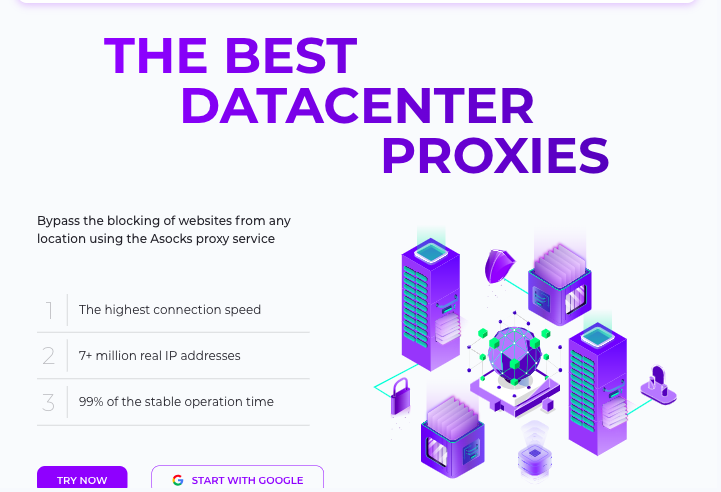 THE BEST
DATACENTER
PROXIES
Bypass the blocking of websites from any
location using the Asocks proxy service
1 The highest connection speed
2 7+ million real IP addresses
3 99% of the stable operation time
TRY NOW
START WITH GOOGLE